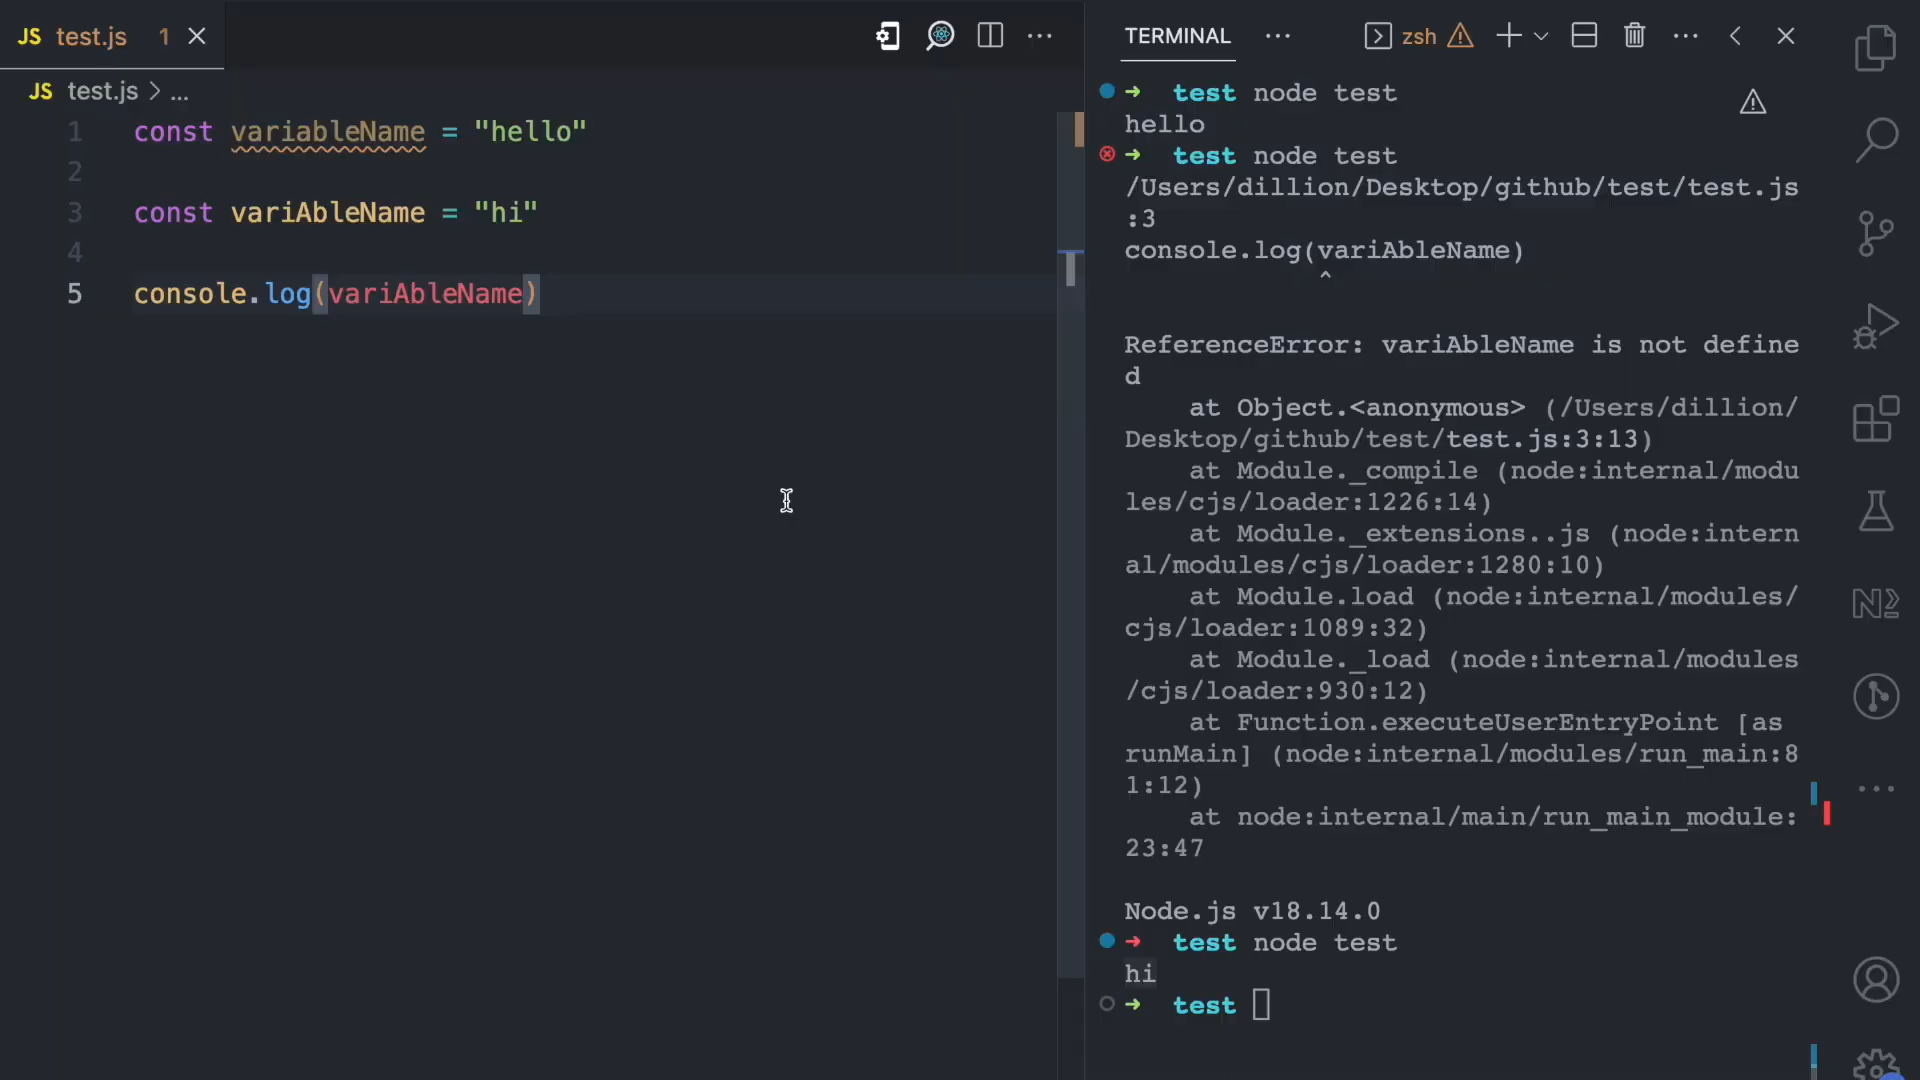 JS test.js 1
JS test.js > ...
1 const variableName = "hello"
2
3 const variAbleName = "hi"
4
5 console.log(variAbleName)
TERMINAL ... zsh
➜ test node test
hello
➜ test node test
/Users/dillion/Desktop/github/test/test.js
:3
console.log(variAbleName)
^
ReferenceError: variAbleName is not define
d
at Object.<anonymous> (/Users/dillion/
Desktop/github/test/test.js:3:13)
at Module._compile (node:internal/modu
les/cjs/loader:1226:14)
at Module._extensions..js (node:intern
al/modules/cjs/loader:1280:10)
at Module.load (node:internal/modules/
cjs/loader:1089:32)
at Module._load (node:internal/modules
/cjs/loader:930:12)
at Function.executeUserEntryPoint [as
runMain] (node:internal/modules/run_main:8
1:12)
at node:internal/main/run_main_module:
23:47
Node.js v18.14.0
➜ test node test
hi
➜ test